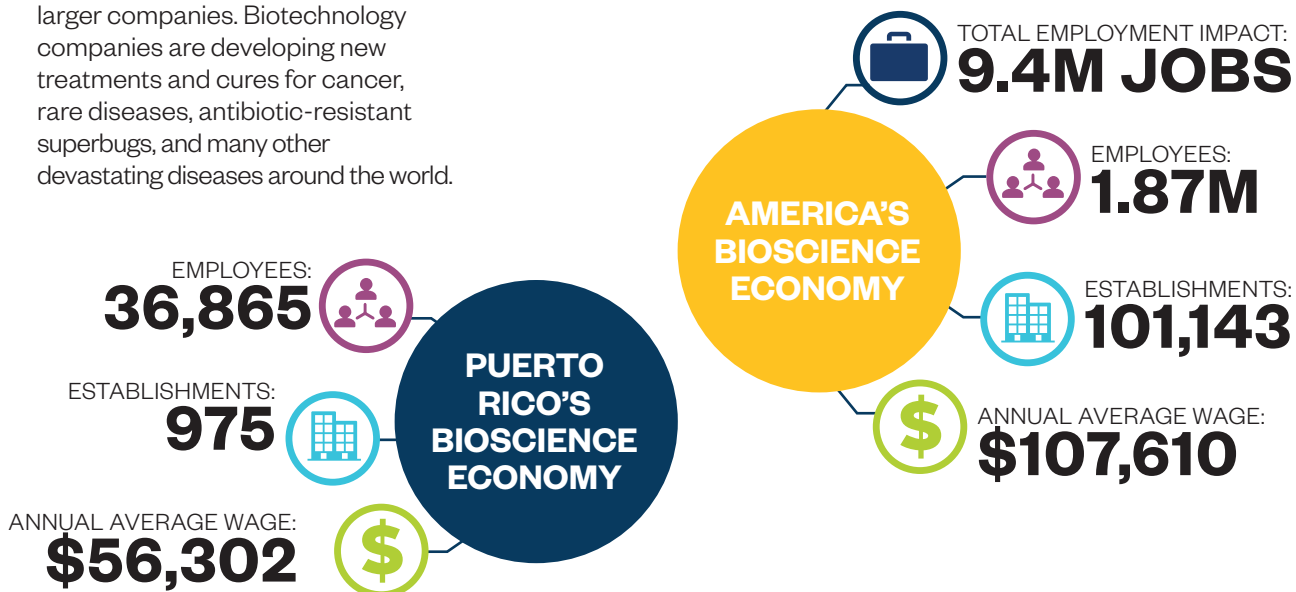 larger companies. Biotechnology
companies are developing new
treatments and cures for cancer,
rare diseases, antibiotic-resistant
superbugs, and many other
devastating diseases around the world.
EMPLOYEES:
36,865
ESTABLISHMENTS:
975
ANNUAL AVERAGE WAGE:
$56,302
$
PUERTO
RICO'S
BIOSCIENCE
ECONOMY
AMERICA'S
BIOSCIENCE
ECONOMY
TOTAL EMPLOYMENT IMPACT:
9.4M JOBS
EMPLOYEES:
1.87M
ESTABLISHMENTS:
101,143
$
ANNUAL AVERAGE WAGE:
$107,610